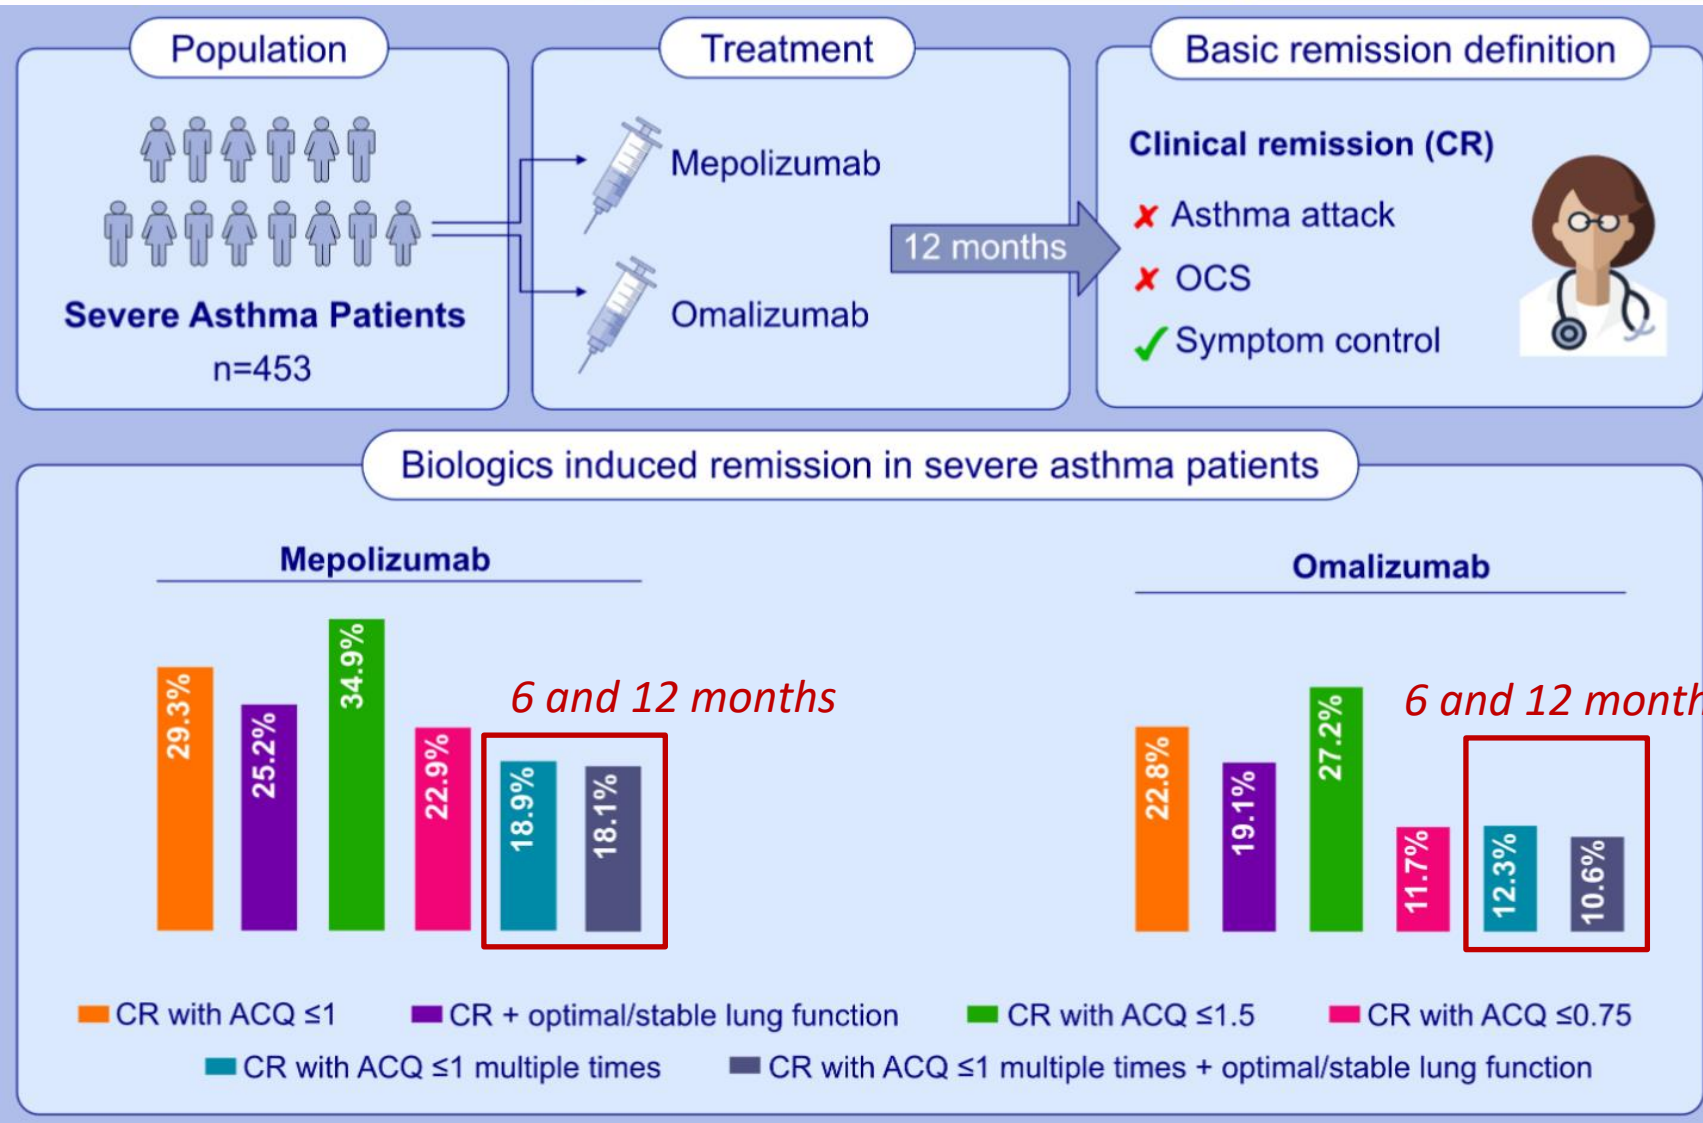 Population
Severe Asthma Patients
n=453
Treatment
Mepolizumab
Omalizumab
12 months
Basic remission definition
Clinical remission (CR)
✘ Asthma attack
✘ OCS
✓ Symptom control
Biologics induced remission in severe asthma patients
Mepolizumab
29.3%
25.2%
34.9%
22.9%
6 and 12 months
18.9%
18.1%
Omalizumab
22.8%
19.1%
27.2%
11.7%
6 and 12 month
12.3%
10.6%
CR with ACQ ≤1
CR + optimal/stable lung function
CR with ACQ ≤1.5
CR with ACQ ≤0.75
CR with ACQ ≤1 multiple times
CR with ACQ ≤1 multiple times + optimal/stable lung function